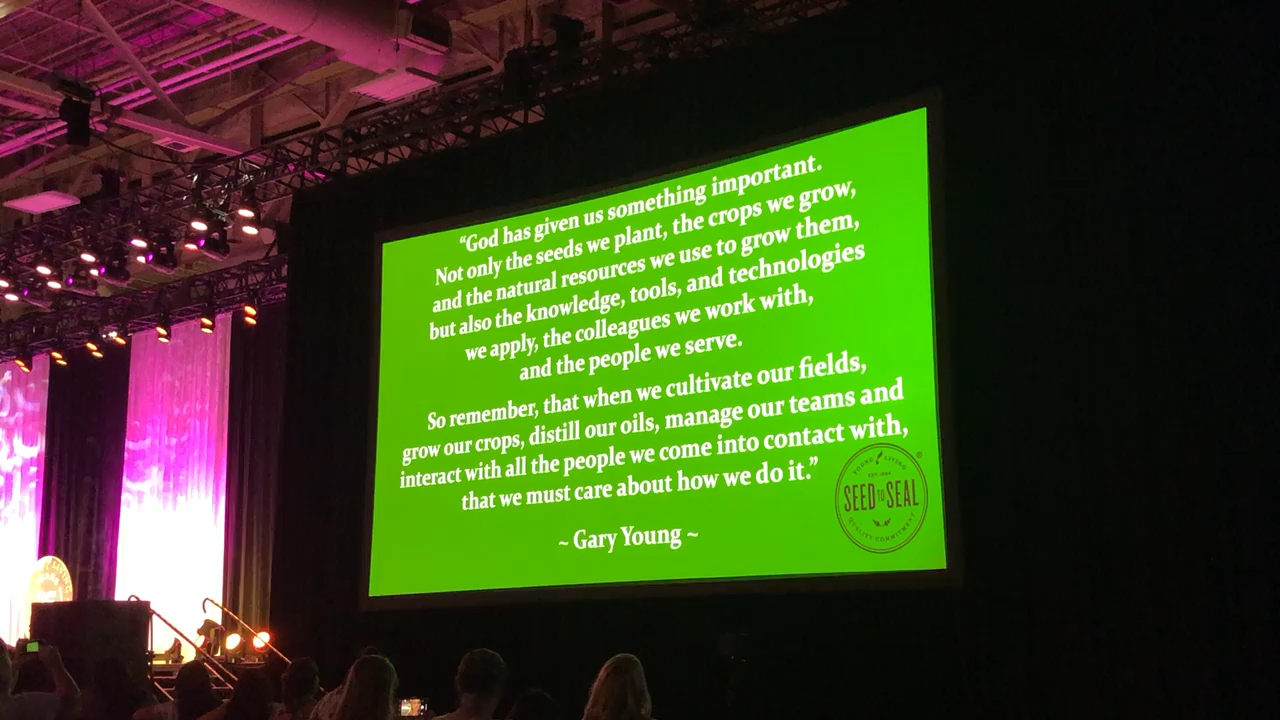 “God has given us something important.
Not only the seeds we plant, the crops we grow,
and the natural resources we use to grow them,
but also the knowledge, tools, and technologies
we apply, the colleagues we work with,
and the people we serve.
So remember, that when we cultivate our fields,
grow our crops, distill our oils, manage our teams and
interact with all the people we come into contact with,
that we must care about how we do it.”
~ Gary Young ~
YOUNG LIVING
SEED TO SEAL
QUALITY COMMITMENT
®